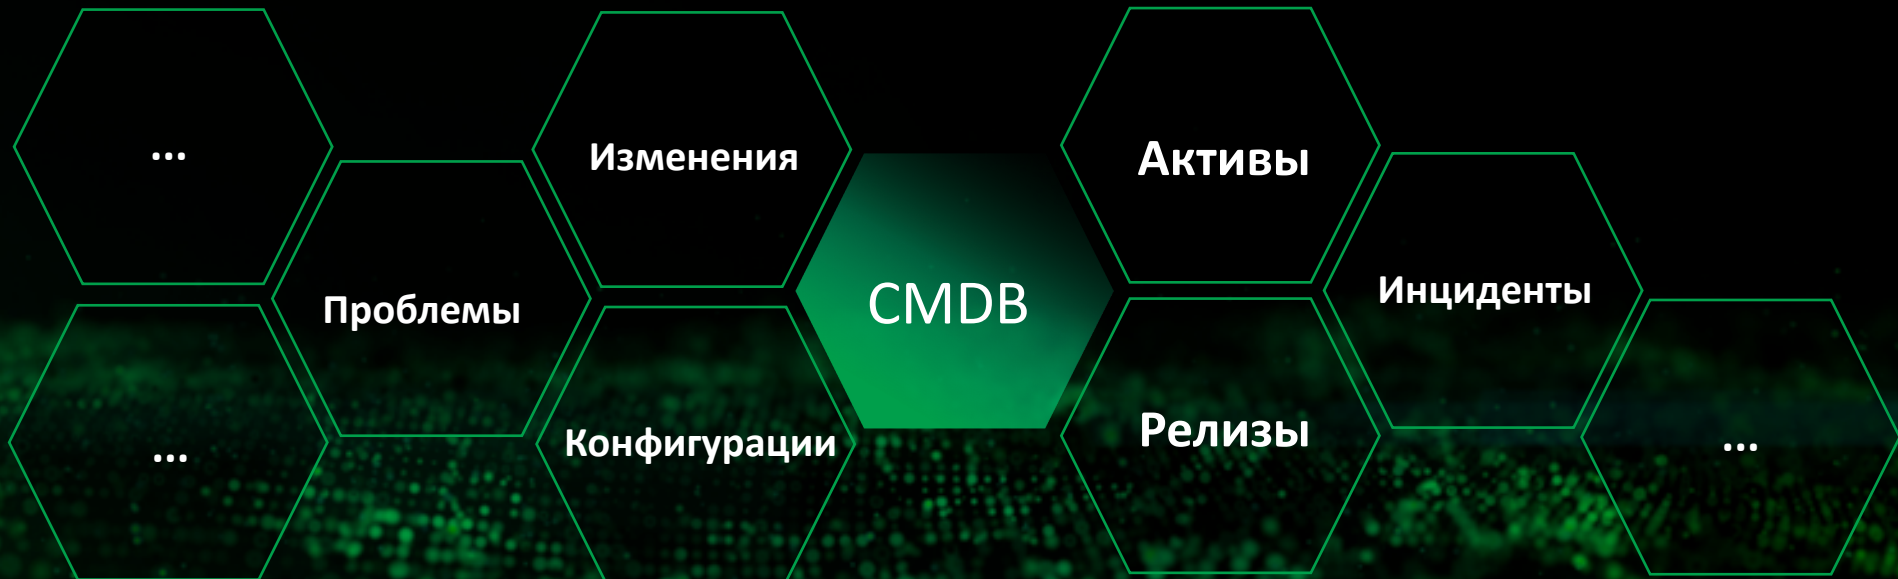 ...
Изменения
Активы
Проблемы
CMDB
Инциденты
...
Конфигурации
Релизы
...